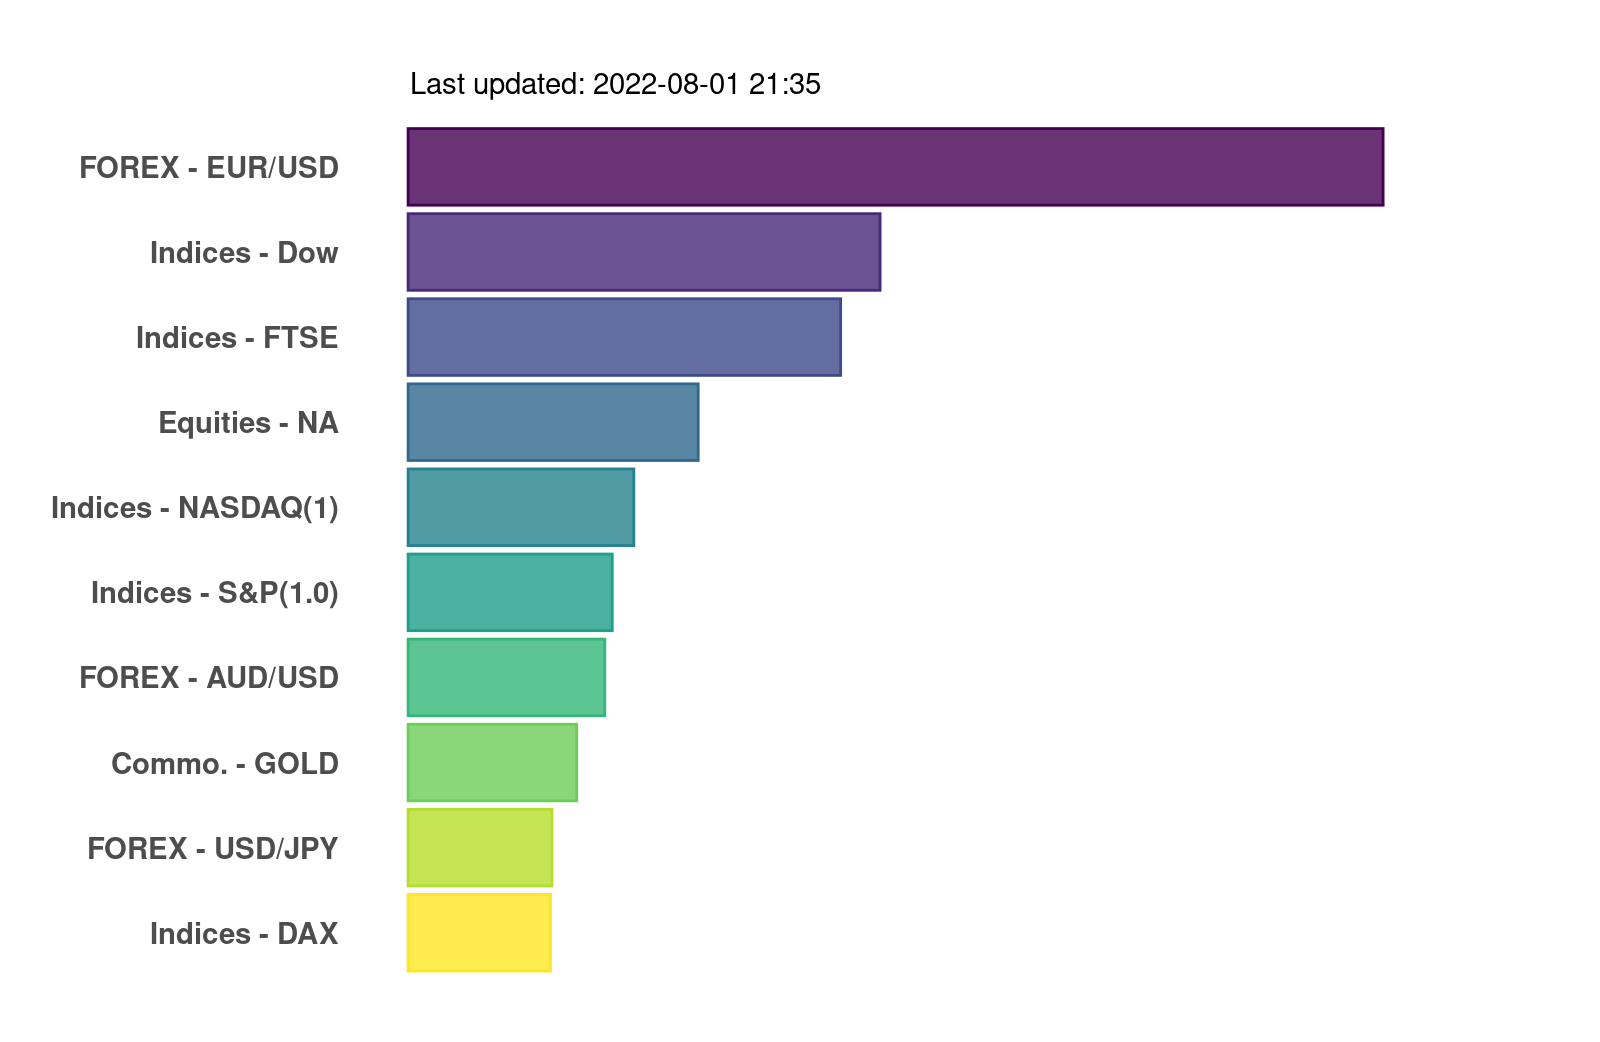 Last updated: 2022-08-01 21:35
FOREX - EUR/USD
Indices - Dow
Indices - FTSE
Equities - NA
Indices - NASDAQ(1)
Indices - S&P(1.0)
FOREX - AUD/USD
Commo. - GOLD
FOREX - USD/JPY
Indices - DAX